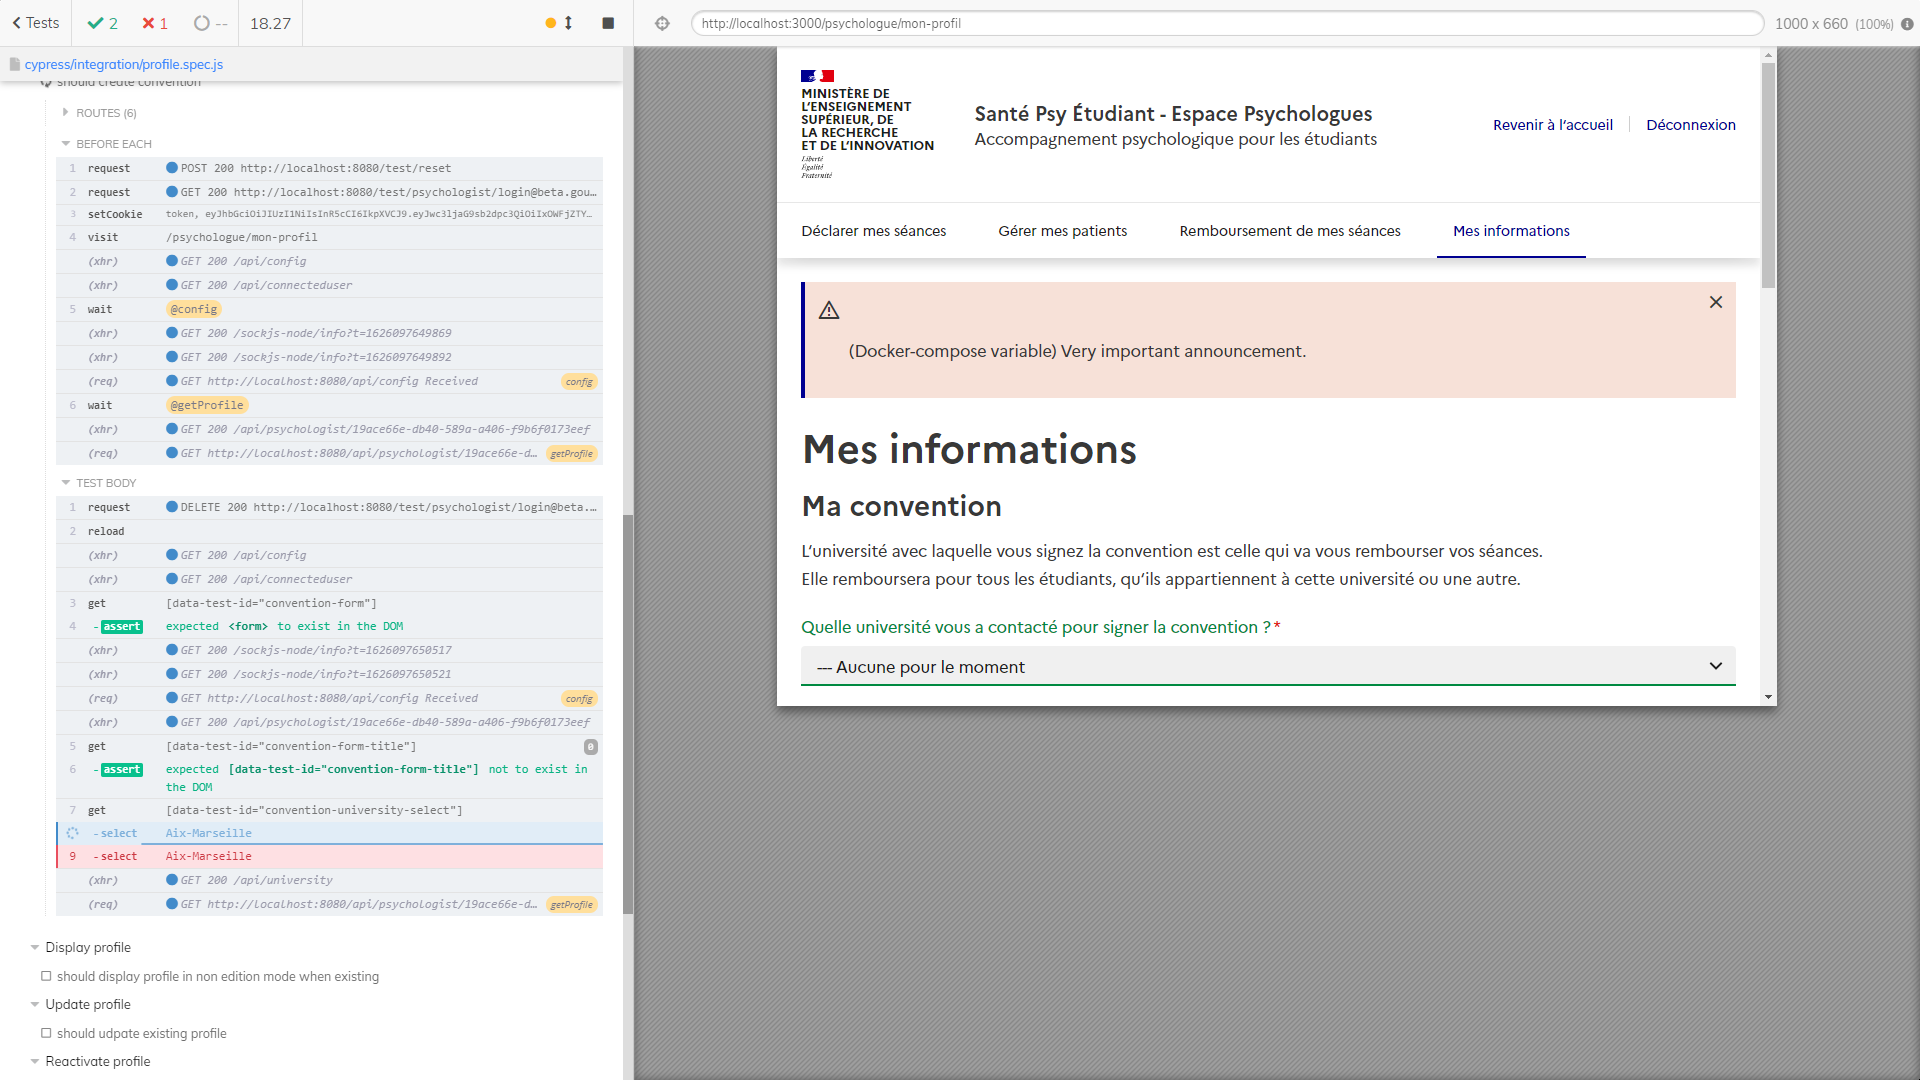 Tests
2
1
--
18.27
http://localhost:3000/psychologue/mon-profil
1000 x 660 (100%)
cypress/integration/profile.spec.js
should create convention
ROUTES (6)
BEFORE EACH
1 request POST 200 http://localhost:8080/test/reset
2 request GET 200 http://localhost:8080/test/psychologist/login@beta.gou…
3 setCookie token, eyJhbGciOiJIUzI1NiIsInR5cCI6IkpXVCJ9.eyJwc3ljaG9sb2dpc3QiOiIxOWFjZTY…
4 visit /psychologue/mon-profil
(xhr) GET 200 /api/config
(xhr) GET 200 /api/connecteduser
5 wait @config
(xhr) GET 200 /sockjs-node/info?t=1626097649869
(xhr) GET 200 /sockjs-node/info?t=1626097649892
(req) GET http://localhost:8080/api/config Received config
6 wait @getProfile
(xhr) GET 200 /api/psychologist/19ace66e-db40-589a-a406-f9b6f0173eef
(req) GET http://localhost:8080/api/psychologist/19ace66e-d… getProfile
TEST BODY
1 request DELETE 200 http://localhost:8080/test/psychologist/login@beta.…
2 reload
(xhr) GET 200 /api/config
(xhr) GET 200 /api/connecteduser
3 get [data-test-id="convention-form"]
4 -assert expected <form> to exist in the DOM
(xhr) GET 200 /sockjs-node/info?t=1626097650517
(xhr) GET 200 /sockjs-node/info?t=1626097650521
(req) GET http://localhost:8080/api/config Received config
(xhr) GET 200 /api/psychologist/19ace66e-db40-589a-a406-f9b6f0173eef
5 get [data-test-id="convention-form-title"] 0
6 -assert expected [data-test-id="convention-form-title"] not to exist in
the DOM
7 get [data-test-id="convention-university-select"]
-select Aix-Marseille
9 -select Aix-Marseille
(xhr) GET 200 /api/university
(req) GET http://localhost:8080/api/psychologist/19ace66e-d… getProfile
Display profile
should display profile in non edition mode when existing
Update profile
should udpate existing profile
Reactivate profile
MINISTÈRE DE
L'ENSEIGNEMENT
SUPÉRIEUR, DE
LA RECHERCHE
ET DE L'INNOVATION
Liberté
Égalité
Fraternité
Santé Psy Étudiant - Espace Psychologues
Accompagnement psychologique pour les étudiants
Revenir à l'accueil
Déconnexion
Déclarer mes séances
Gérer mes patients
Remboursement de mes séances
Mes informations
(Docker-compose variable) Very important announcement.
Mes informations
Ma convention
L'université avec laquelle vous signez la convention est celle qui va vous rembourser vos séances.
Elle remboursera pour tous les étudiants, qu'ils appartiennent à cette université ou une autre.
Quelle université vous a contacté pour signer la convention ?*
--- Aucune pour le moment